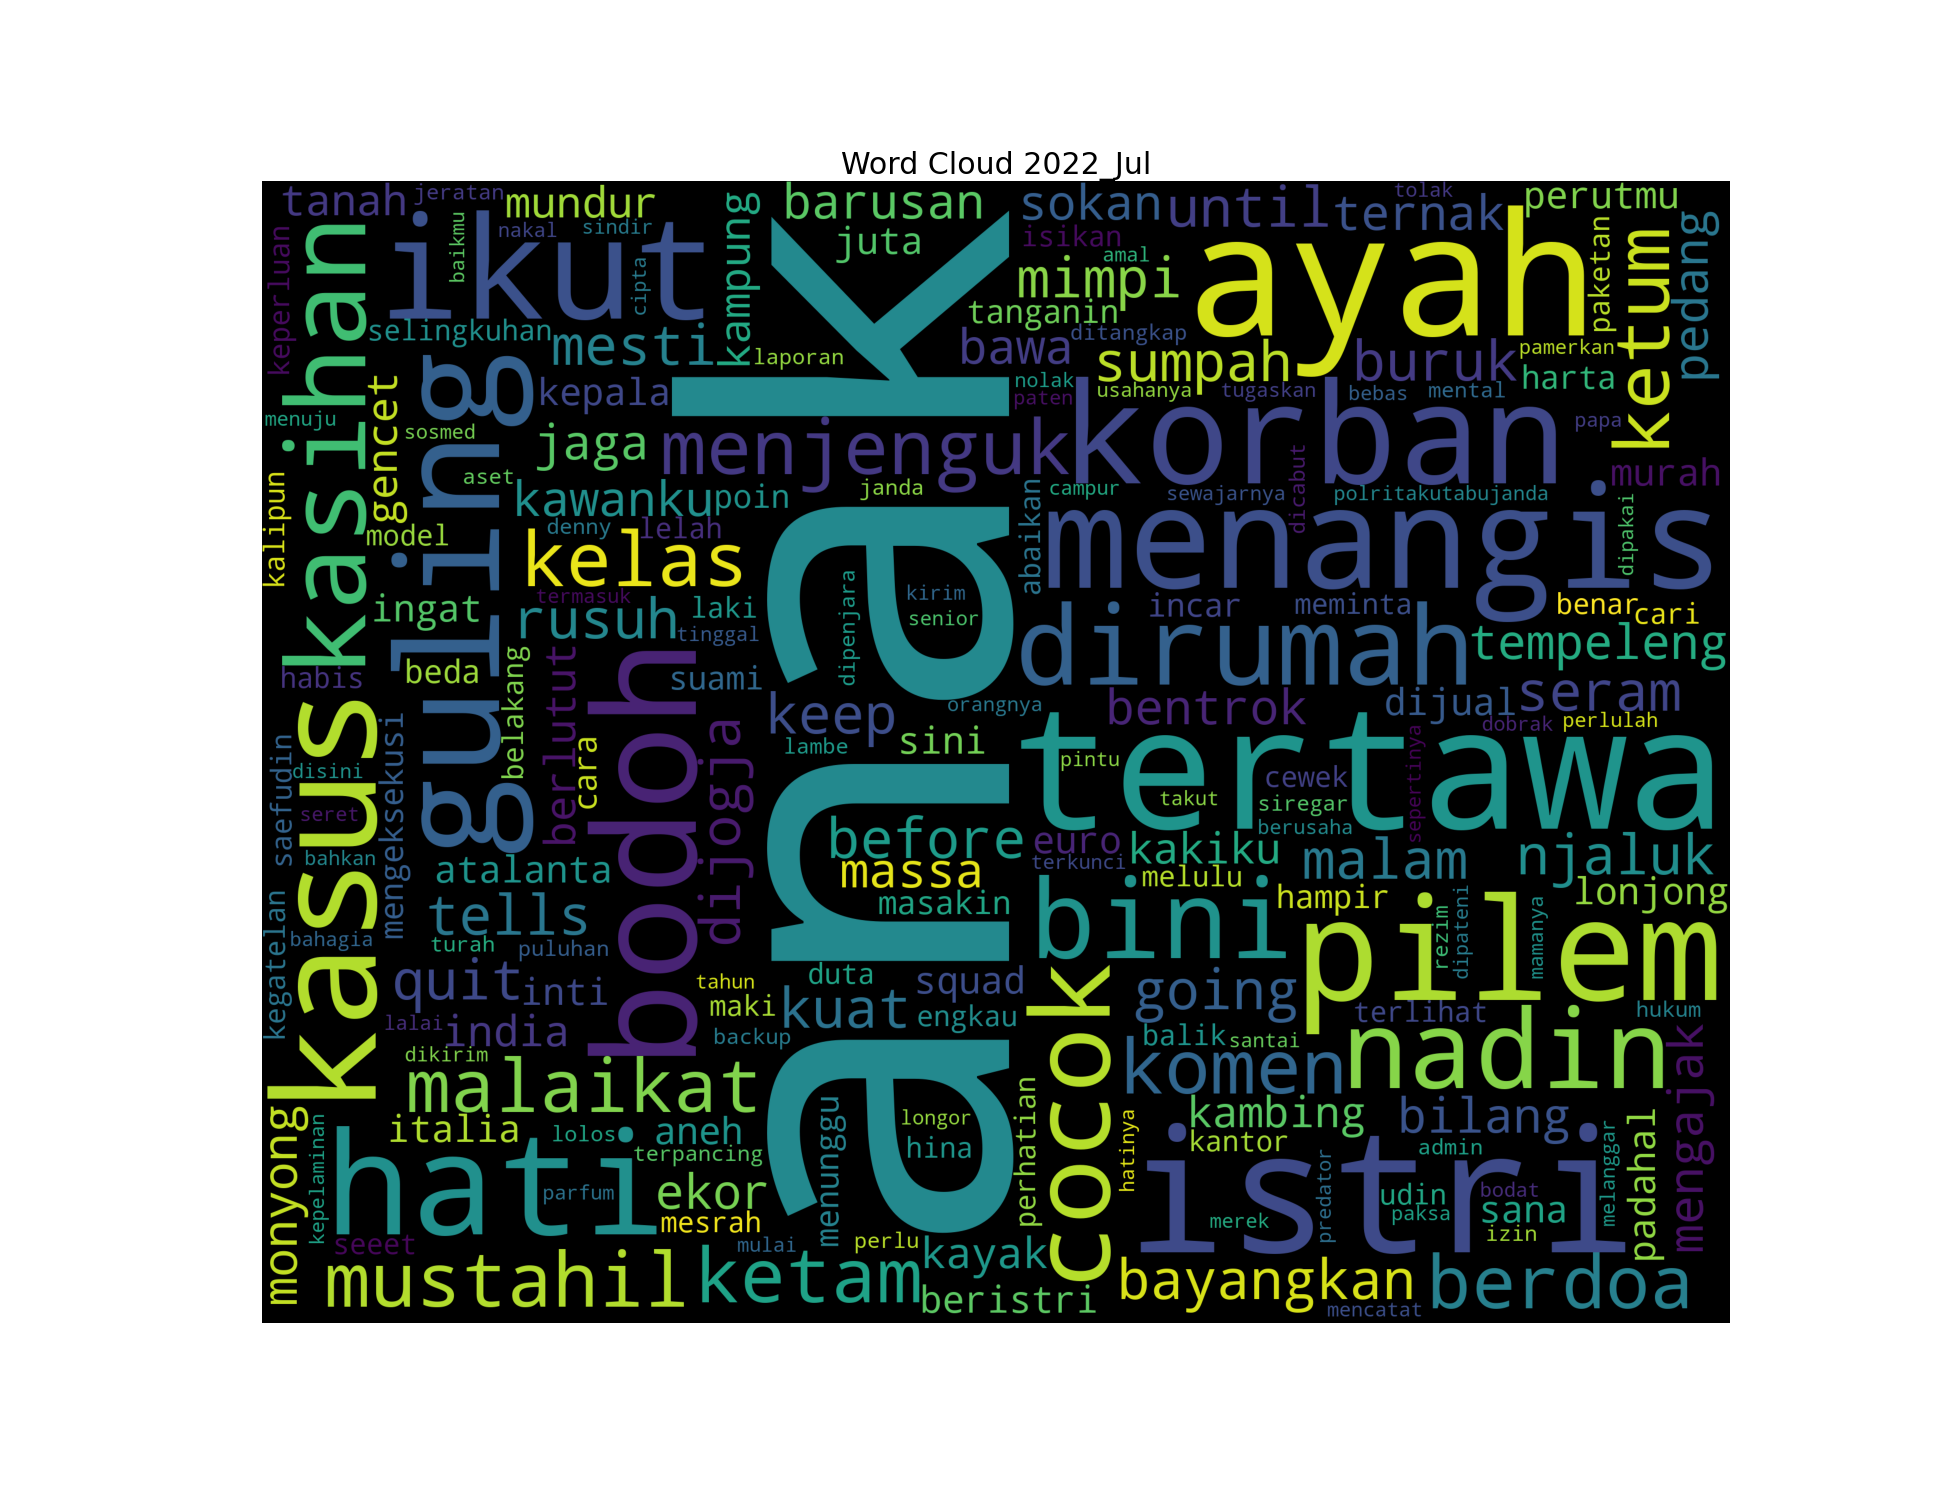 Word Cloud 2022_Jul
tanah
jeratan
mundur
nakal
sindir
kampung
barusan
juta
sokan
until
tolak
ternak
perutmu
keperluan
kasihan
ikut
baikmu
cipta
isikan
amal
mimpi
tanganin
ayah
paketan
ketum
pedang
selingkuhan
mesti
laporan
bawa
ditangkap
sumpah
buruk
pamerkan
harta
kepala
nolak
paten
usahanya
tugaskan
bebas
mental
papa
menuju
ngencet
sosmed
guling
jaga
menjenguk
korban
murah
aset
kawanku
poin
janda
campur
sewajarnya
dicabut
polritakutabujanda
dipakai
kalipun
model
denny
lelah
kelas
anak
abaikan
menangis
termasuk
dipenjara
kirim
senior
incar
meminta
benar
cari
ingat
rusuh
laki
tinggal
dirumah
tempeleng
habis
beda
belakang
berlutut
bodoh
suami
keep
orangnya
bentrok
dijual
seram
dobrak
perlulah
kasus
saefudin
disini
seret
mengeksekusi
cara
dijogja
lambe
sini
tertawa
pintu
cewek
sepertinya
takut
siregar
berusaha
bahkan
atalanta
before
massa
euro
terkunci
kakiku
melulu
malam
njaluk
kegatelan
bahagia
tells
turah
puluhan
masakin
bini
hampir
lonjong
pilem
rezim
dipateni
mamanya
quit
inti
tahun
maki
duta
kuat
squad
engkau
cocok
going
terlihat
hukum
lalai
india
backup
balik
santai
nadin
mengajak
dikirim
malaikat
komen
monyong
kepelaminan
italia
lolos
aneh
terpancing
menunggu
longor
hina
perhatian
hatinya
kambing
kantor
bilang
admin
melanggar
padahal
hati
parfum
ekor
mesrah
istri
merek
predator
udin
paksa
bodat
sana
izin
seeet
mulai
perlu
mustahil
ketam
kayak
beristri
bayangkan
mencatat
berdoa